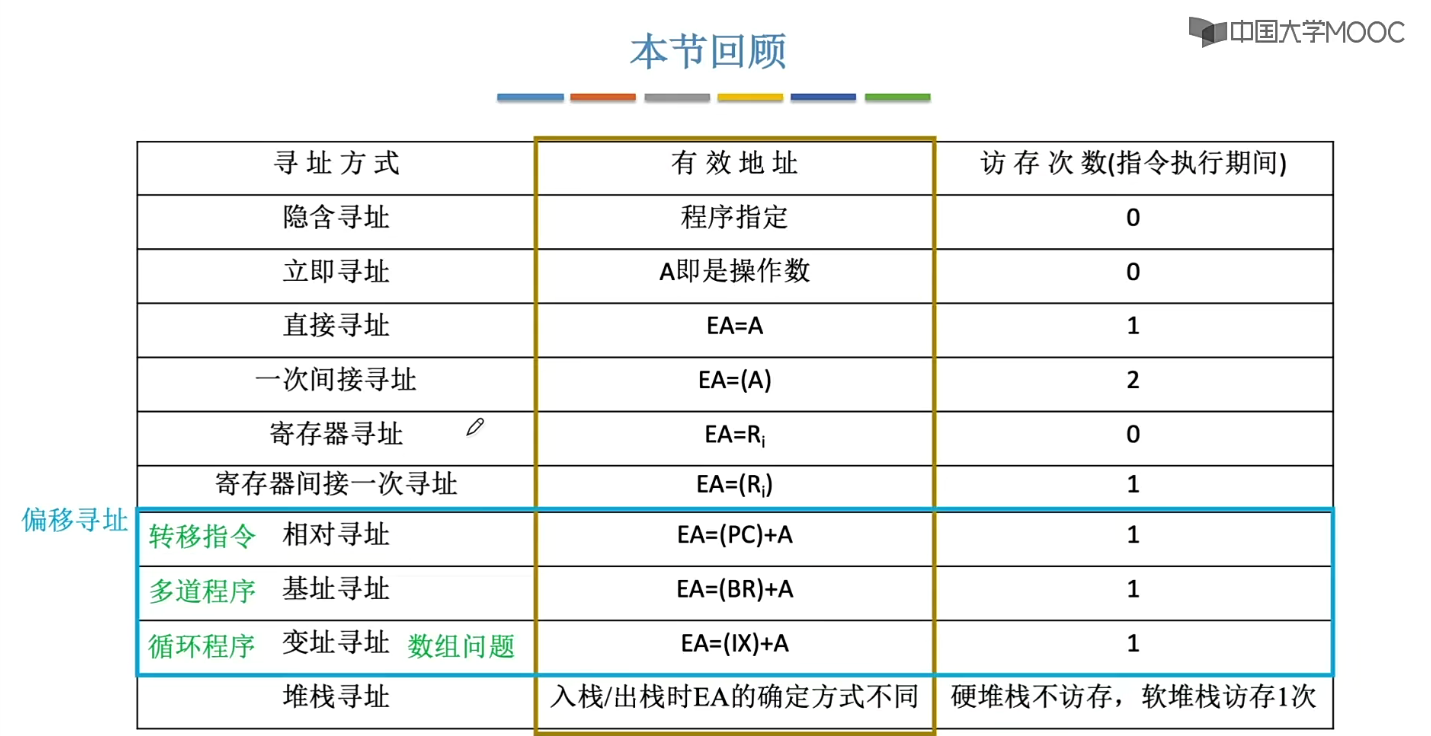 中国大学MOOC
本节回顾
寻址方式 有效地址 访存次数(指令执行期间)
隐含寻址 程序指定 0
立即寻址 A即是操作数 0
直接寻址 EA=A 1
一次间接寻址 EA=(A) 2
寄存器寻址 EA=Ri 0
寄存器间接一次寻址 EA=(Ri) 1
偏移寻址
转移指令 相对寻址 EA=(PC)+A 1
多道程序 基址寻址 EA=(BR)+A 1
循环程序 变址寻址 数组问题 EA=(IX)+A 1
堆栈寻址 入栈/出栈时EA的确定方式不同 硬堆栈不访存，软堆栈访存1次